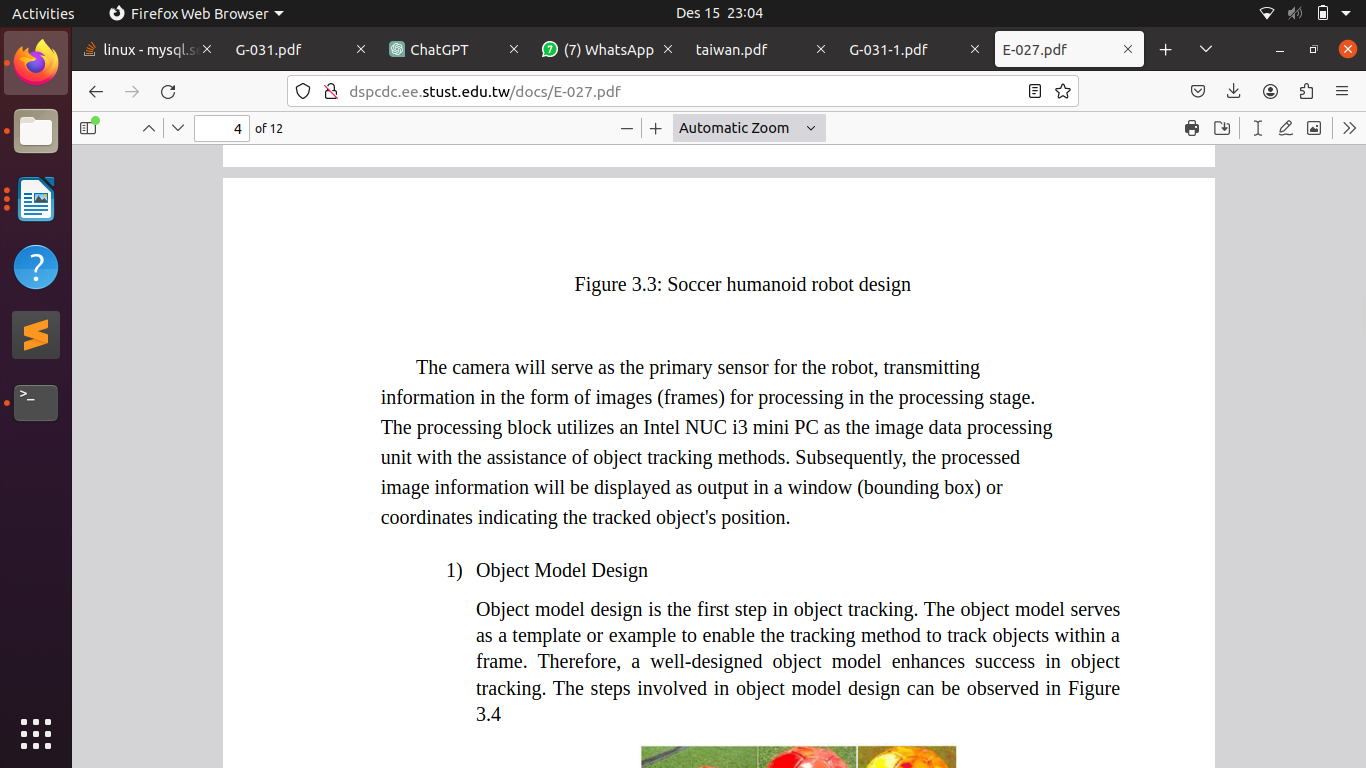 Activities
Firefox Web Browser
Des 15 23:04
linux - mysql.s
G-031.pdf
ChatGPT
(7) WhatsApp
taiwan.pdf
G-031-1.pdf
E-027.pdf
dspcdc.ee.stust.edu.tw/docs/E-027.pdf
4 of 12
Automatic Zoom
Figure 3.3: Soccer humanoid robot design
The camera will serve as the primary sensor for the robot, transmitting
information in the form of images (frames) for processing in the processing stage.
The processing block utilizes an Intel NUC i3 mini PC as the image data processing
unit with the assistance of object tracking methods. Subsequently, the processed
image information will be displayed as output in a window (bounding box) or
coordinates indicating the tracked object's position.
1) Object Model Design
Object model design is the first step in object tracking. The object model serves
as a template or example to enable the tracking method to track objects within a
frame. Therefore, a well-designed object model enhances success in object
tracking. The steps involved in object model design can be observed in Figure
3.4